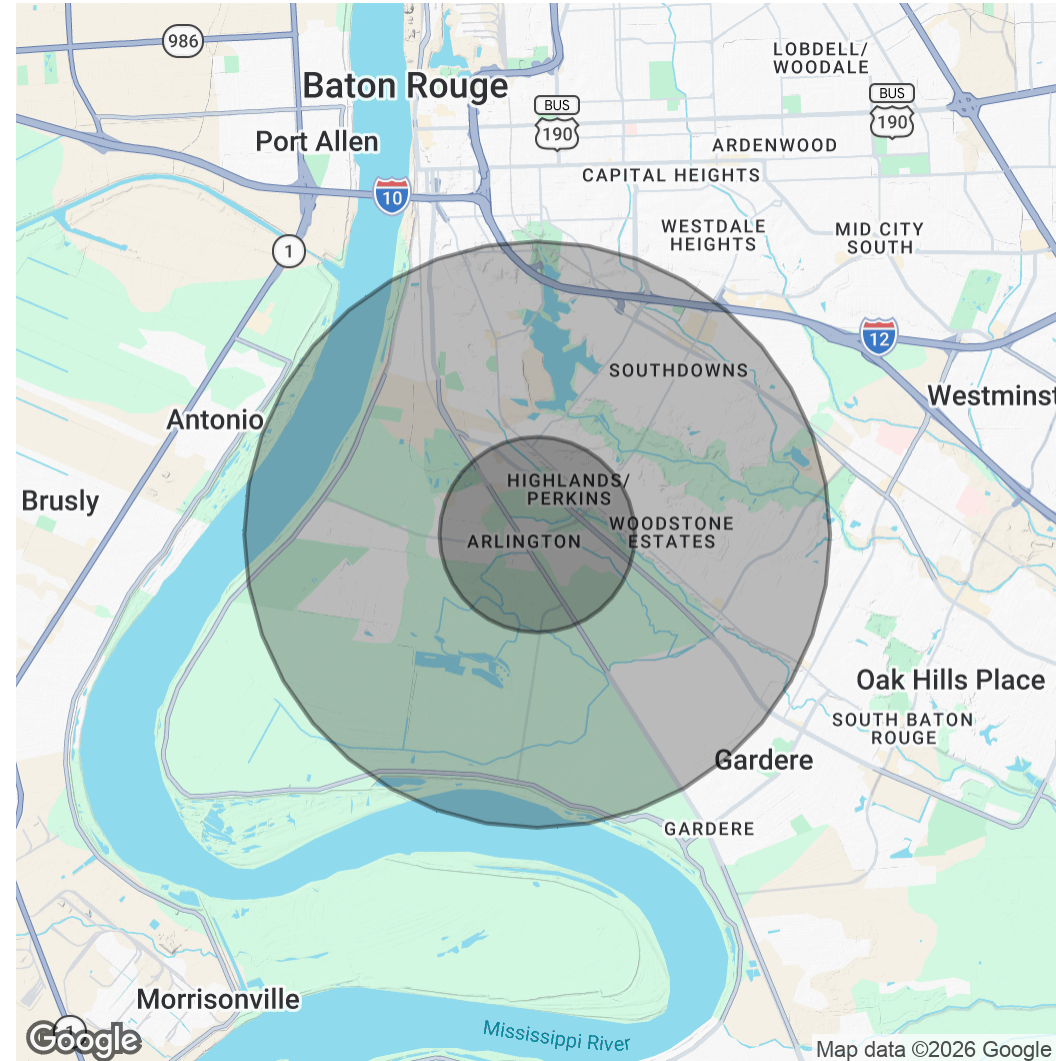 986
LOBDELL/
WOODALE
Baton Rouge
BUS
190
BUS
190
Port Allen
ARDENWOOD
CAPITAL HEIGHTS
10
WESTDALE
HEIGHTS
MID CITY
SOUTH
1
12
SOUTHDOWNS
Westminst
Antonio
HIGHLANDS/
PERKINS
Brusly
WOODSTONE
ESTATES
ARLINGTON
Oak Hills Place
SOUTH BATON
ROUGE
Gardere
GARDERE
Morrisonville
1
Google
Mississippi River
Map data ©2026 Google